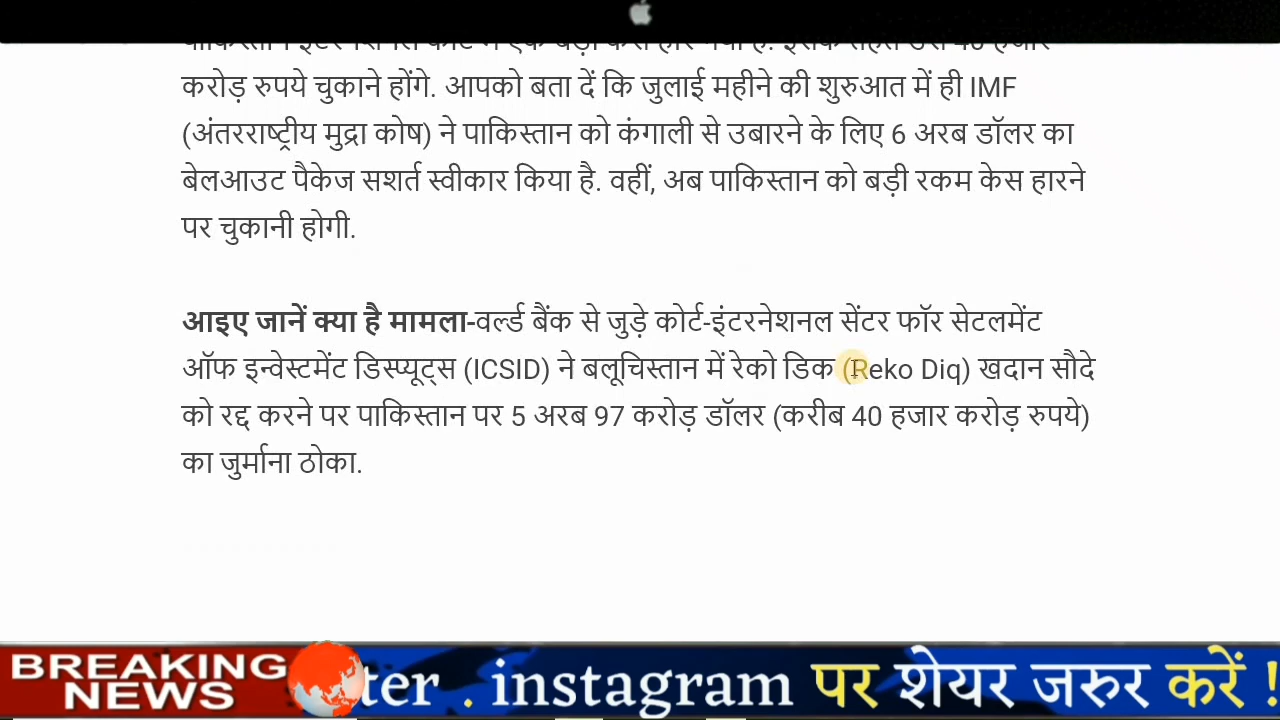 करोड़ रुपये चुकाने होंगे. आपको बता दें कि जुलाई महीने की शुरुआत में ही IMF
(अंतरराष्ट्रीय मुद्रा कोष) ने पाकिस्तान को कंगाली से उबारने के लिए 6 अरब डॉलर का
बेलआउट पैकेज सशर्त स्वीकार किया है. वहीं, अब पाकिस्तान को बड़ी रकम केस हारने
पर चुकानी होगी.
आइए जानें क्या है मामला-वर्ल्ड बैंक से जुड़े कोर्ट-इंटरनेशनल सेंटर फॉर सेटलमेंट
ऑफ इन्वेस्टमेंट डिस्प्यूट्स (ICSID) ने बलूचिस्तान में रेको डिक (Reko Diq) खदान सौदे
को रद्द करने पर पाकिस्तान पर 5 अरब 97 करोड़ डॉलर (करीब 40 हजार करोड़ रुपये)
का जुर्माना ठोका.
BREAKING
NEWS
ter . instagram पर शेयर जरुर करें !